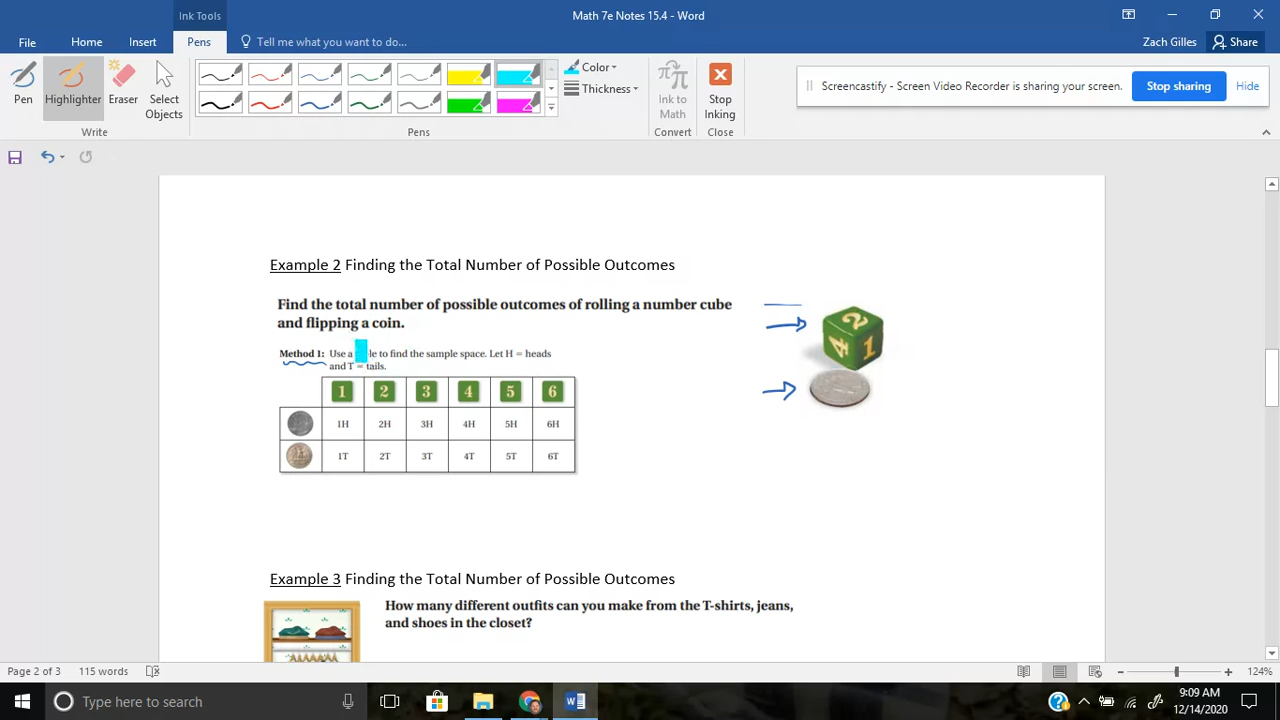 Ink Tools
Math 7e Notes 15.4 - Word
File
Home
Insert
Pens
Tell me what you want to do...
Zach Gilles
Share
Pen
Highlighter
Eraser
Select Objects
Color
Thickness
Ink to Math
Stop Inking
Write
Pens
Convert
Close
Screencastify - Screen Video Recorder is sharing your screen.
Stop sharing
Hide
Example 2 Finding the Total Number of Possible Outcomes
Find the total number of possible outcomes of rolling a number cube
and flipping a coin.
Method 1: Use a to find the sample space. Let H = heads
and T = tails.
1 2 3 4 5 6
1H 2H 3H 4H 5H 6H
1T 2T 3T 4T 5T 6T
2
4 1
Example 3 Finding the Total Number of Possible Outcomes
How many different outfits can you make from the T-shirts, jeans,
and shoes in the closet?
Page 2 of 3
115 words
124%
Type here to search
9:09 AM
12/14/2020